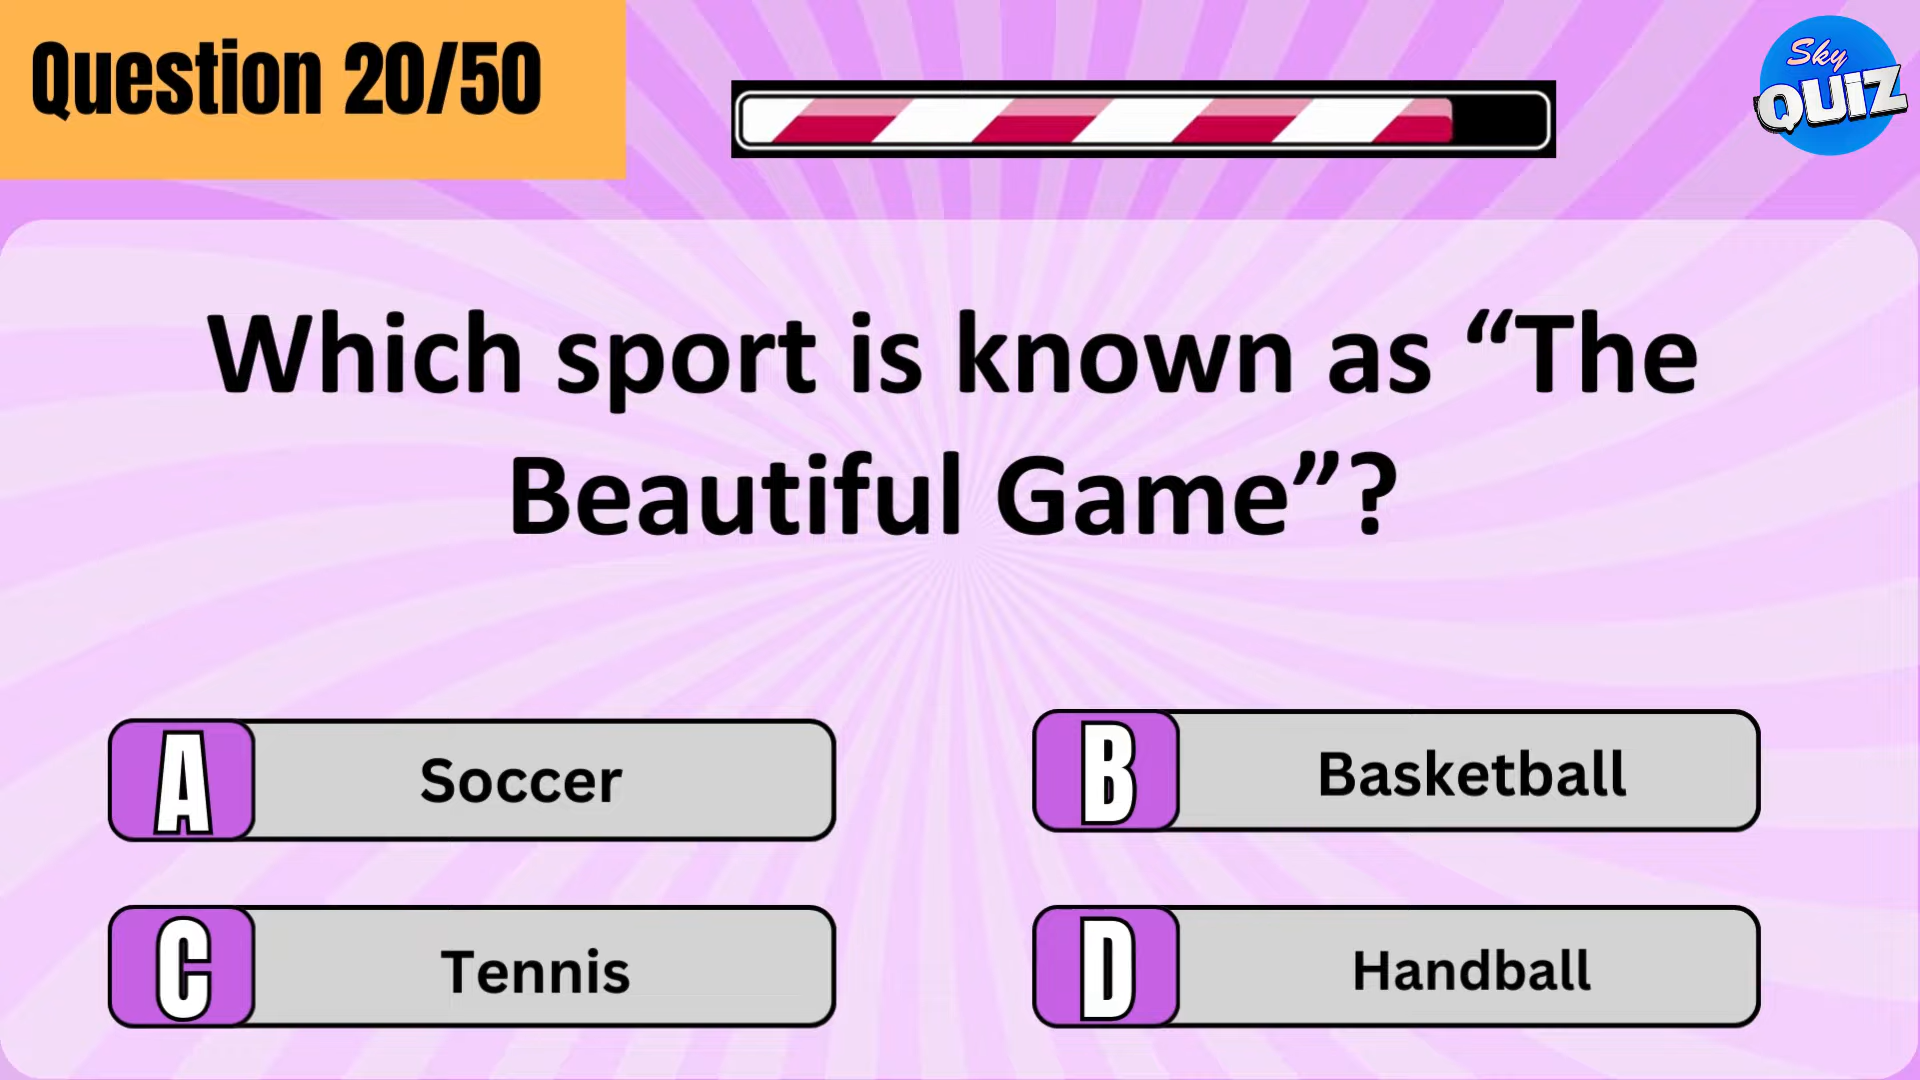 Question 20/50
Sky
QUIZ
Which sport is known as “The
Beautiful Game”?
A Soccer
B Basketball
C Tennis
D Handball